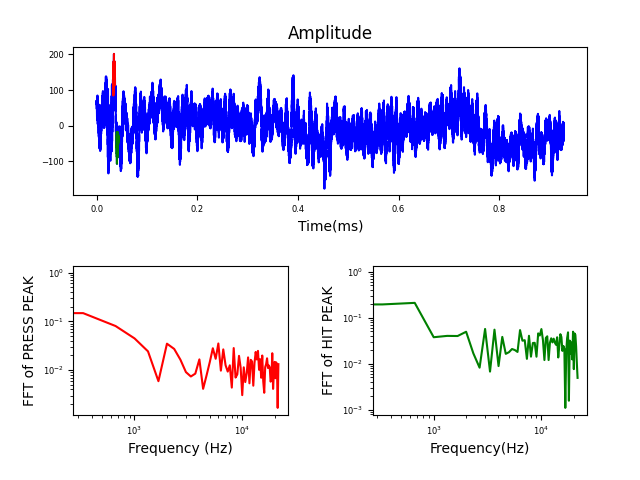 Amplitude
200
100
0
−100
0.0 0.2 0.4 0.6 0.8
Time(ms)
FFT of PRESS PEAK
10⁰
10⁻¹
10⁻²
10³ 10⁴
Frequency (Hz)
FFT of HIT PEAK
10⁰
10⁻¹
10⁻²
10⁻³
10³ 10⁴
Frequency(Hz)